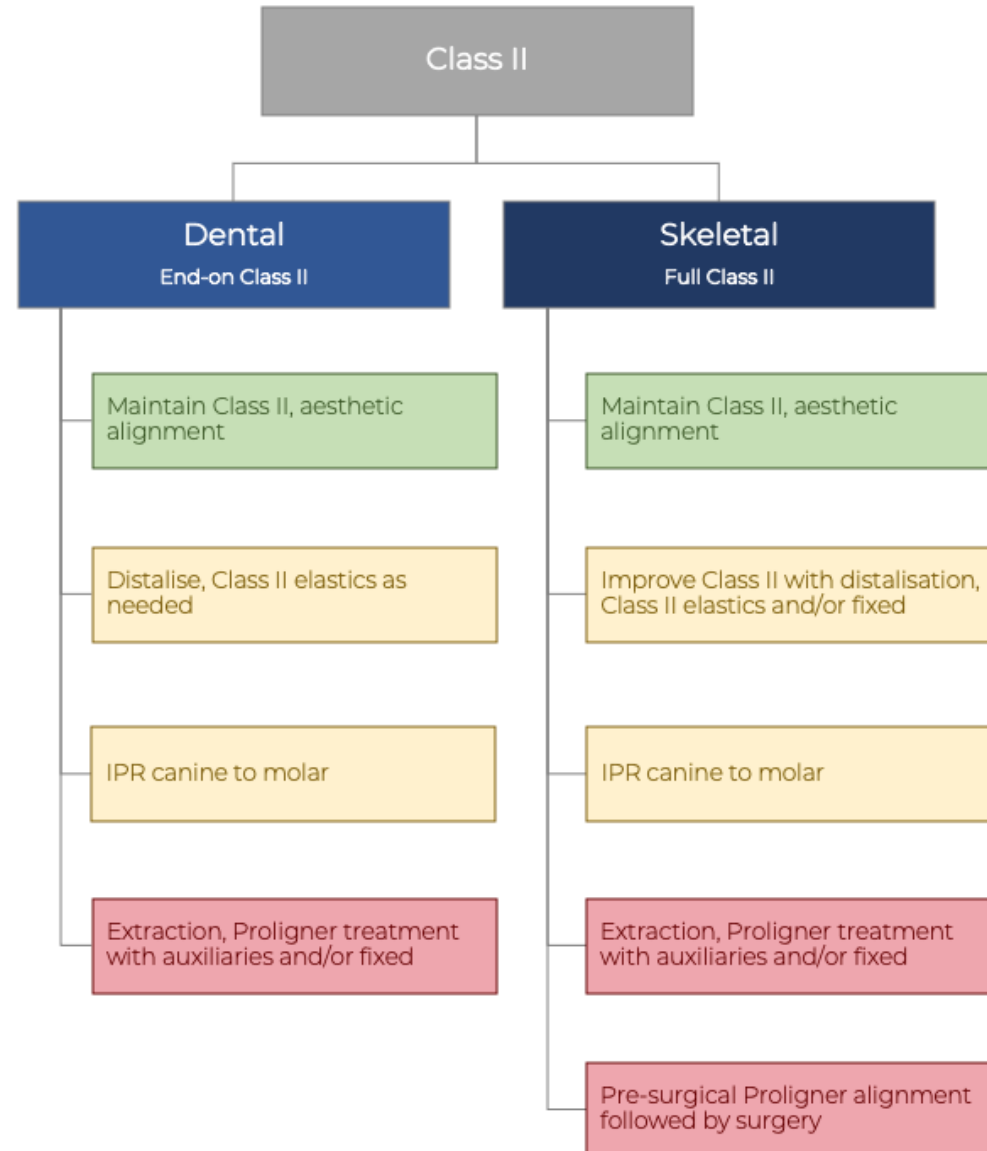 Class II
Dental
End-on Class II
Maintain Class II, aesthetic
alignment
Distalise, Class II elastics as
needed
IPR canine to molar
Extraction, Proligner treatment
with auxiliaries and/or fixed
Skeletal
Full Class II
Maintain Class II, aesthetic
alignment
Improve Class II with distalisation,
Class II elastics and/or fixed
IPR canine to molar
Extraction, Proligner treatment
with auxiliaries and/or fixed
Pre-surgical Proligner alignment
followed by surgery